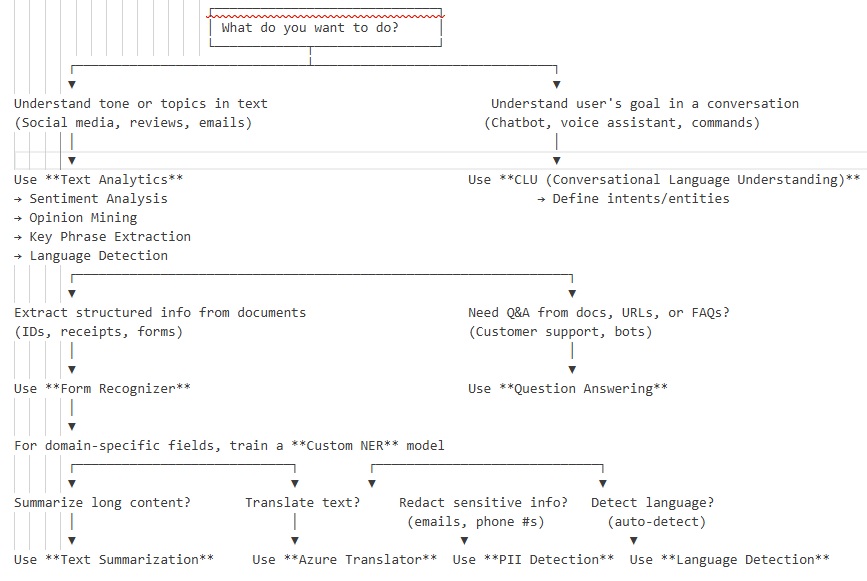 What do you want to do?
Understand tone or topics in text Understand user's goal in a conversation
(Social media, reviews, emails) (Chatbot, voice assistant, commands)
Use **Text Analytics** Use **CLU (Conversational Language Understanding)**
→ Sentiment Analysis → Define intents/entities
→ Opinion Mining
→ Key Phrase Extraction
→ Language Detection
Extract structured info from documents Need Q&A from docs, URLs, or FAQs?
(IDs, receipts, forms) (Customer support, bots)
Use **Form Recognizer** Use **Question Answering**
For domain-specific fields, train a **Custom NER** model
Summarize long content? Translate text? Redact sensitive info? Detect language?
(emails, phone #s) (auto-detect)
Use **Text Summarization** Use **Azure Translator** Use **PII Detection** Use **Language Detection**